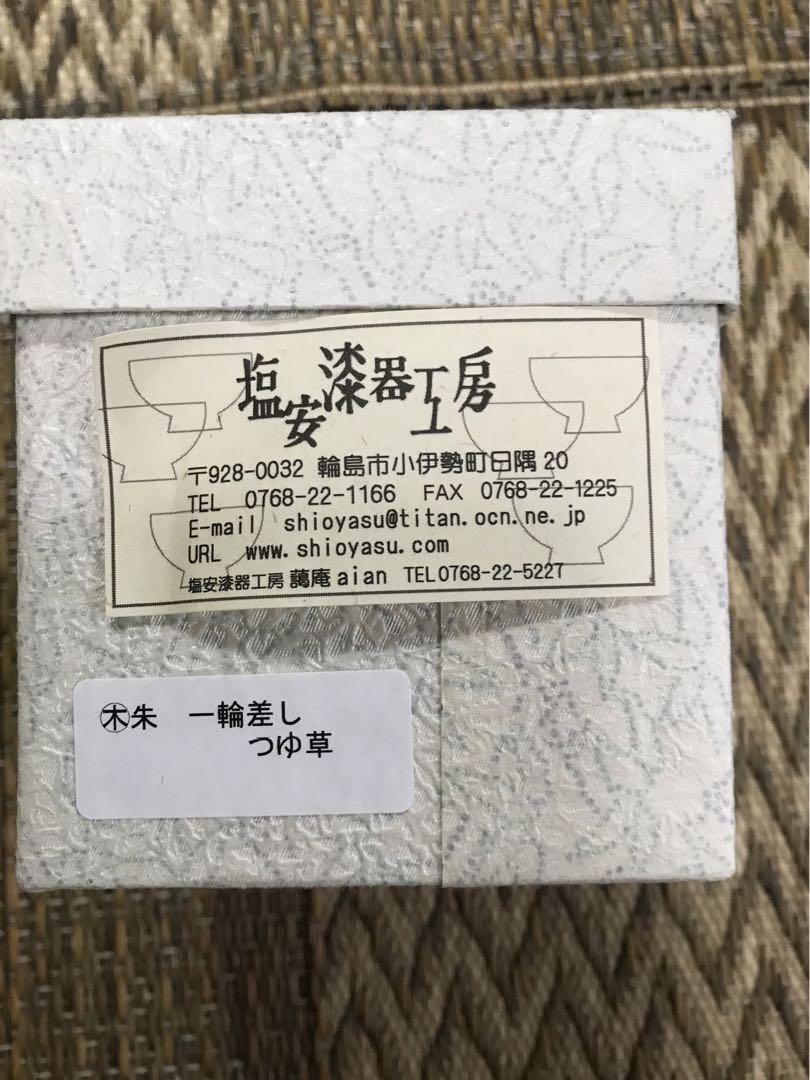 塩安漆器工房
〒928-0032 輪島市小伊勢町日隅20
TEL 0768-22-1166 FAX 0768-22-1225
E-mail shioyasu@titan.ocn.ne.jp
URL www.shioyasu.com
塩安漆器工房 藹庵 aian TEL0768-22-5227
㊍朱 一輪差し
つゆ草